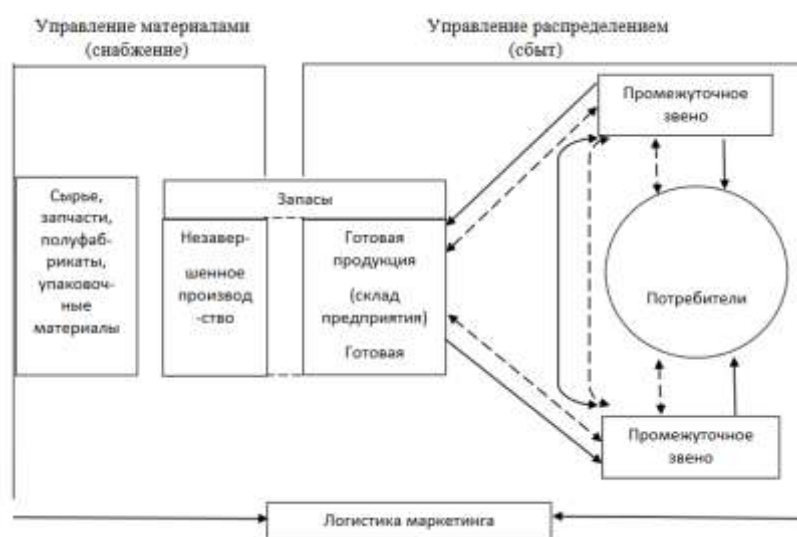 Управление материалами
(снабжение)
Управление распределением
(сбыт)
Промежуточное
звено
Сырье,
запчасти,
полуфаб-
рикаты,
упаковоч-
ные
материалы
Запасы
Незавер-
шенное
производ
-ство
Готовая
продукция
(склад
предприятия)
Готовая
Потребители
Промежуточное
звено
Логистика маркетинга